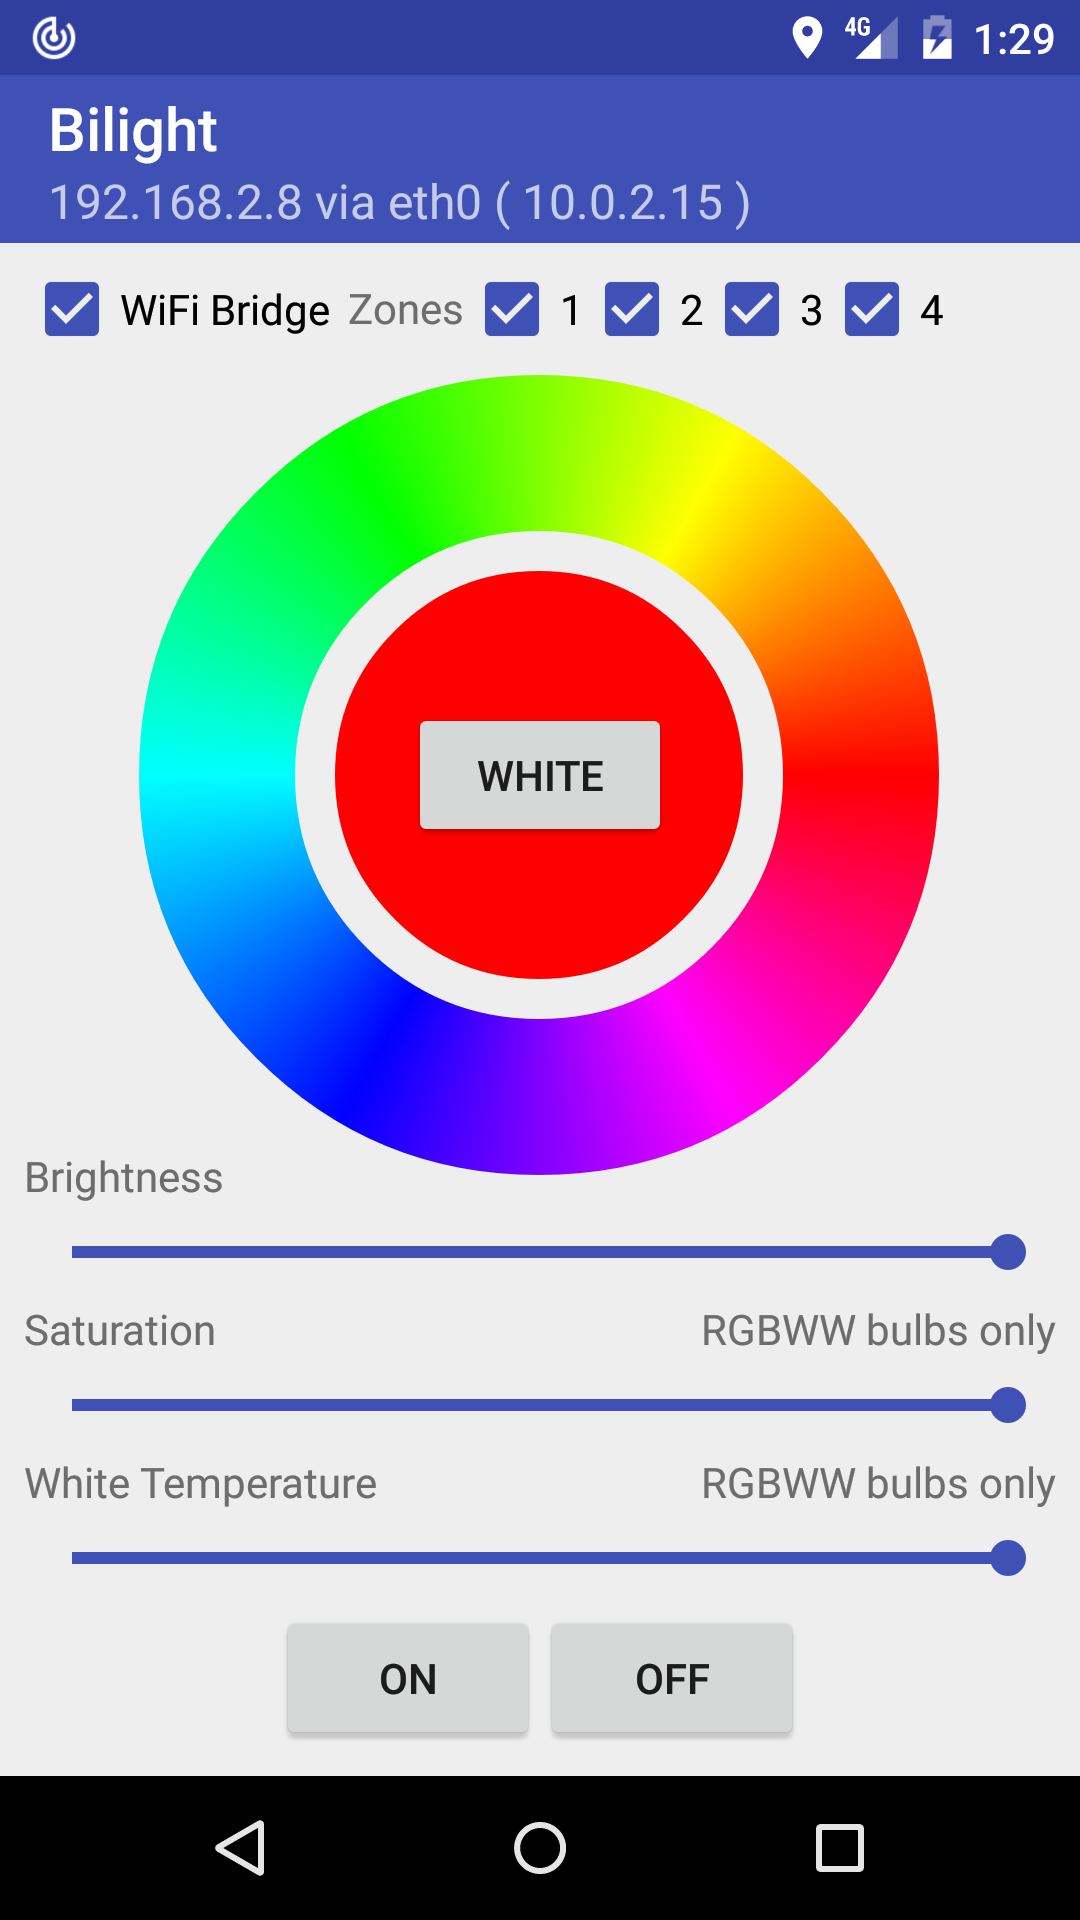 4G 1:29
Bilight
192.168.2.8 via eth0 ( 10.0.2.15 )
WiFi Bridge Zones 1 2 3 4
WHITE
Brightness
Saturation RGBWW bulbs only
White Temperature RGBWW bulbs only
ON OFF